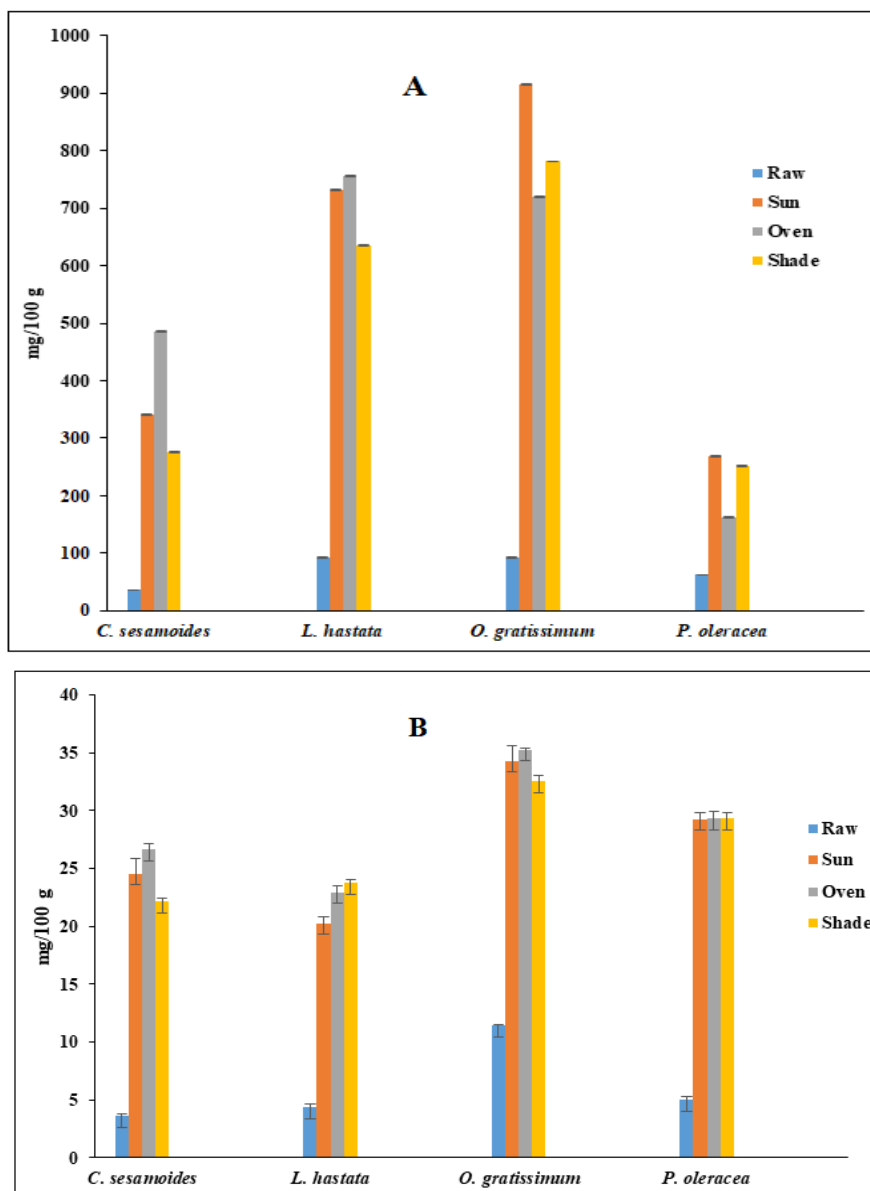 A
1000
900
800
700
600
500
400
300
200
100
0
mg/100 g
Raw
Sun
Oven
Shade
C. sesamoides L. hastata O. gratissimum P. oleracea
B
40
35
30
25
20
15
10
5
0
mg/100 g
Raw
Sun
Oven
Shade
C. sesamoides L. hastata O. gratissimum P. oleracea